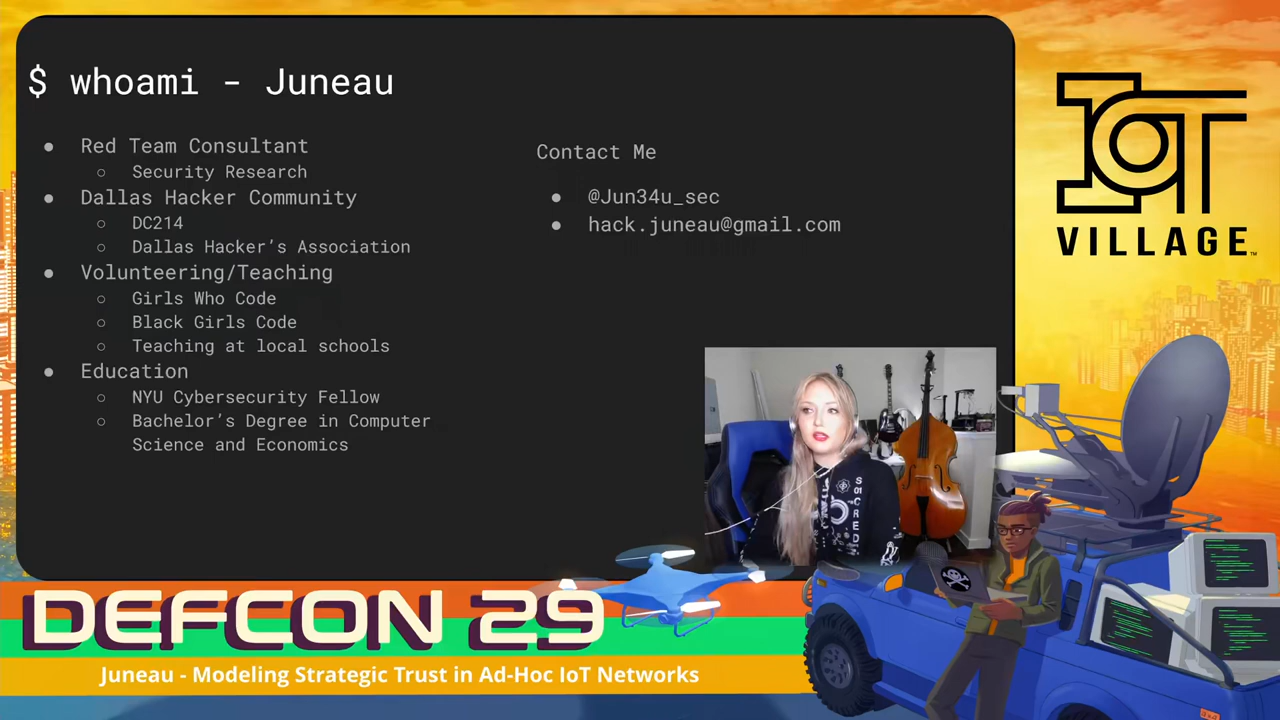 $ whoami - Juneau
Red Team Consultant
Security Research
Dallas Hacker Community
DC214
Dallas Hacker’s Association
Volunteering/Teaching
Girls Who Code
Black Girls Code
Teaching at local schools
Education
NYU Cybersecurity Fellow
Bachelor’s Degree in Computer
Science and Economics
Contact Me
@Jun34u_sec
hack.juneau@gmail.com
IoT
VILLAGE™
DEFCON 29
Juneau - Modeling Strategic Trust in Ad-Hoc IoT Networks